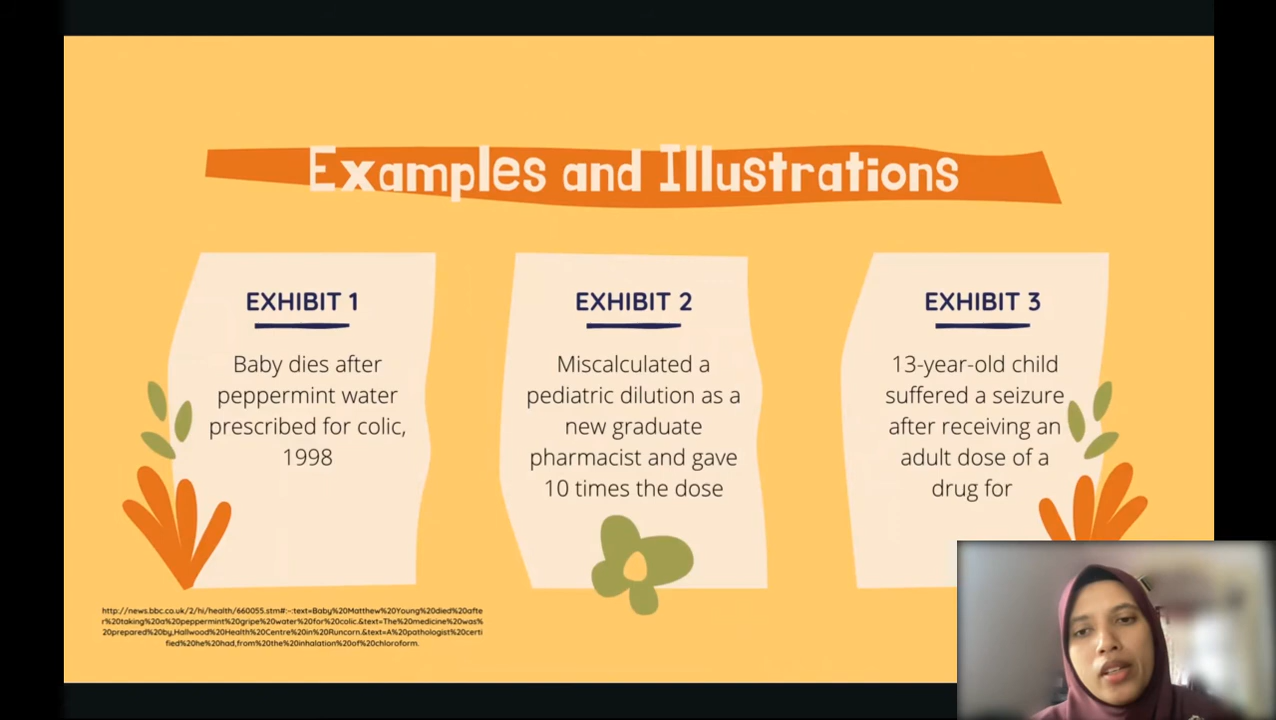 Examples and Illustrations
EXHIBIT 1
Baby dies after
peppermint water
prescribed for colic,
1998
EXHIBIT 2
Miscalculated a
pediatric dilution as a
new graduate
pharmacist and gave
10 times the dose
EXHIBIT 3
13-year-old child
suffered a seizure
after receiving an
adult dose of a
drug for
http://news.bbc.co.uk/2/hi/health/660055.stm#:~:text=Baby%20Matthew%20Young%20died%20afte
r%20taking%20a%20peppermint%20gripe%20water%20for%20colic.&text=The%20medicine%20was%
20prepared%20by,Hallwood%20Health%20Centre%20in%20Runcorn.&text=A%20pathologist%20certi
fied%20he%20had,from%20the%20inhalation%20of%20chloroform.